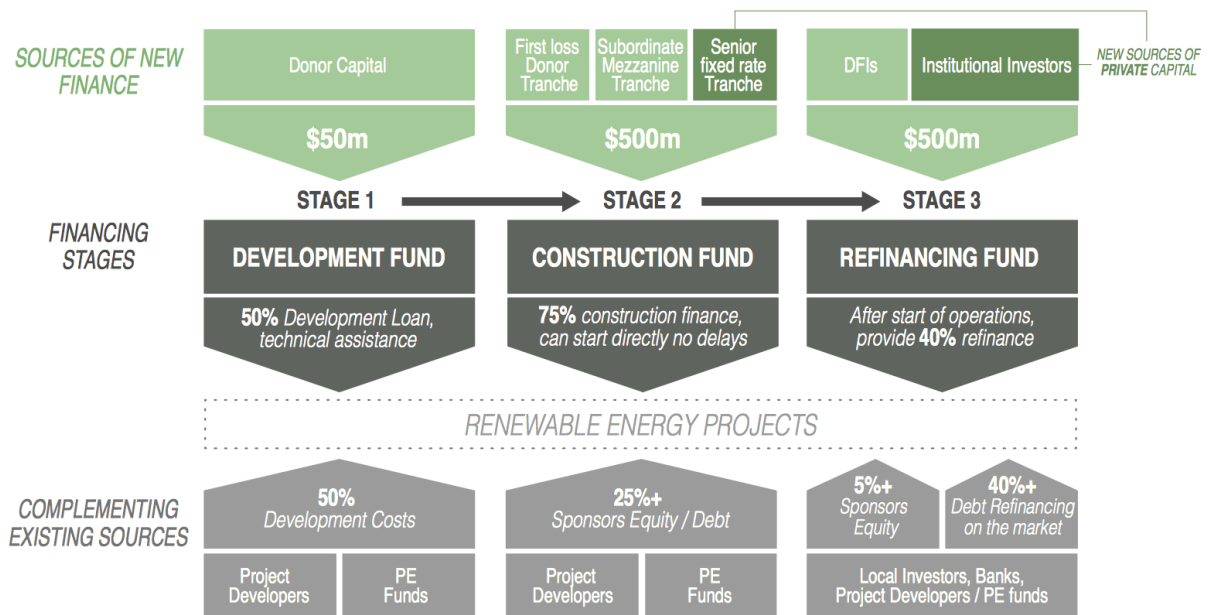 SOURCES OF NEW
FINANCE
Donor Capital
First loss
Donor
Tranche
Subordinate
Mezzanine
Tranche
Senior
fixed rate
Tranche
DFIs
Institutional Investors
NEW SOURCES OF
PRIVATE CAPITAL
$50m
$500m
$500m
STAGE 1
STAGE 2
STAGE 3
FINANCING
STAGES
DEVELOPMENT FUND
CONSTRUCTION FUND
REFINANCING FUND
50% Development Loan,
technical assistance
75% construction finance,
can start directly no delays
After start of operations,
provide 40% refinance
RENEWABLE ENERGY PROJECTS
COMPLEMENTING
EXISTING SOURCES
50%
Development Costs
25%+
Sponsors Equity / Debt
5%+
Sponsors
Equity
40%+
Debt Refinancing
on the market
Project
Developers
PE
Funds
Project
Developers
PE
Funds
Local Investors, Banks,
Project Developers / PE funds